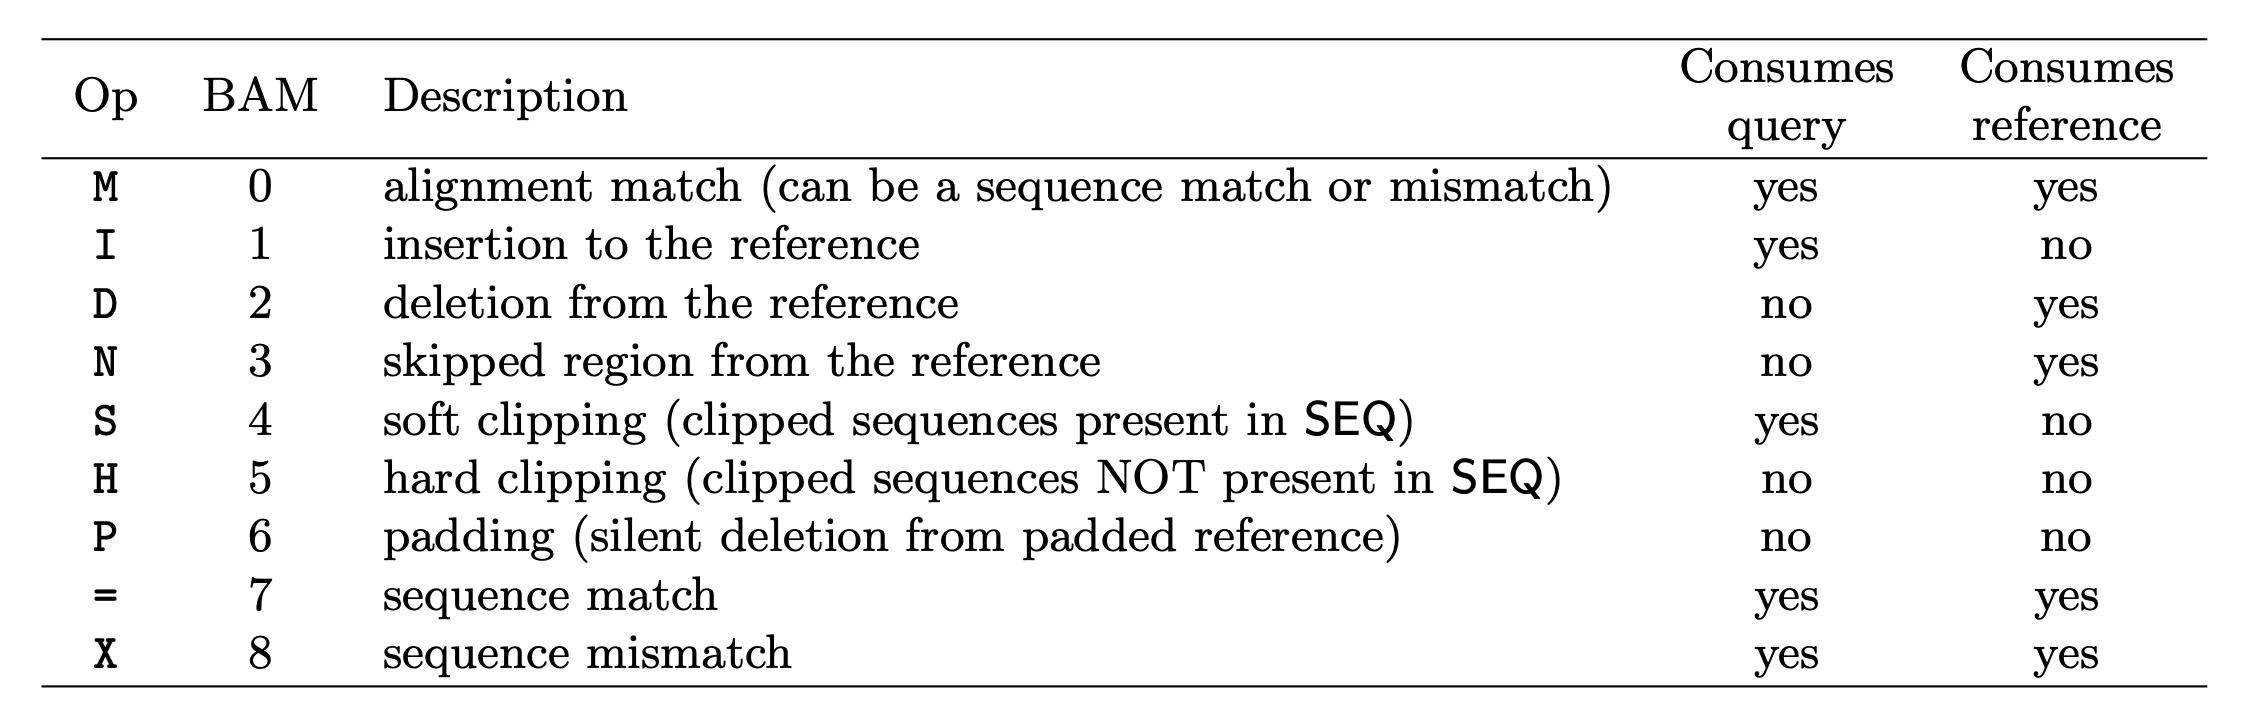 Op BAM Description Consumes query Consumes reference
M 0 alignment match (can be a sequence match or mismatch) yes yes
I 1 insertion to the reference yes no
D 2 deletion from the reference no yes
N 3 skipped region from the reference no yes
S 4 soft clipping (clipped sequences present in SEQ) yes no
H 5 hard clipping (clipped sequences NOT present in SEQ) no no
P 6 padding (silent deletion from padded reference) no no
= 7 sequence match yes yes
X 8 sequence mismatch yes yes